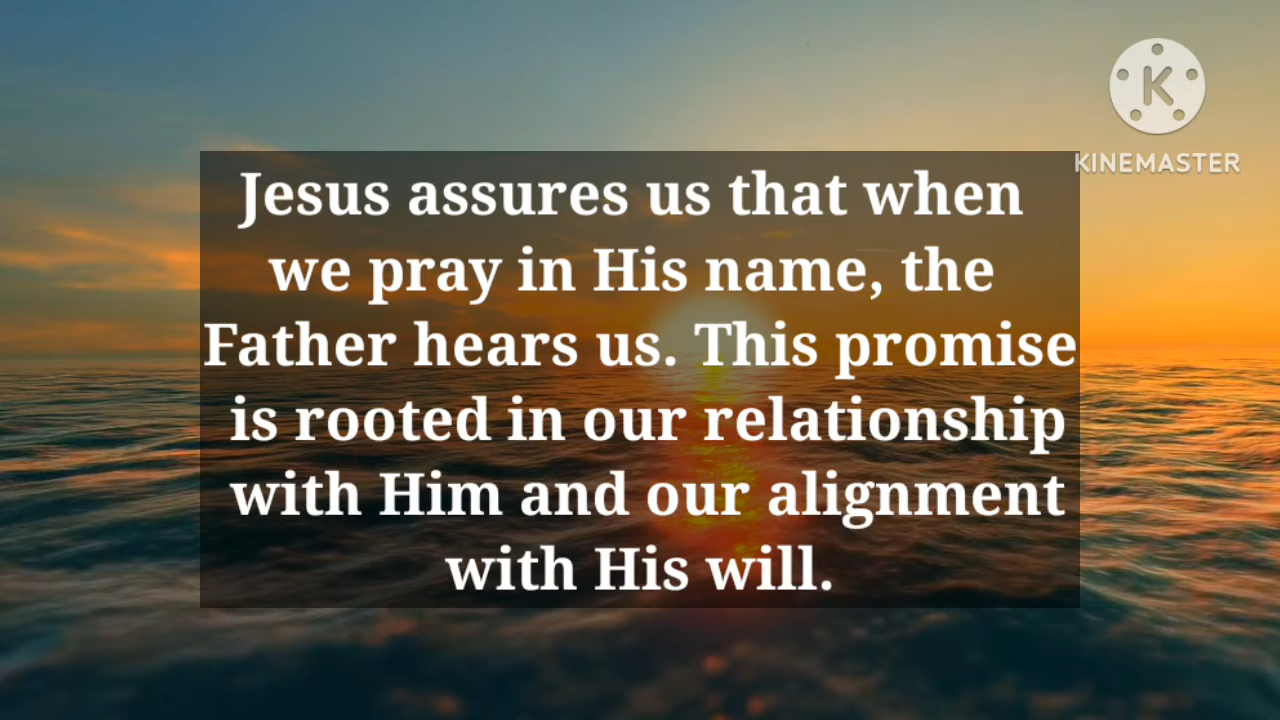 K
KINEMASTER
Jesus assures us that when
we pray in His name, the
Father hears us. This promise
is rooted in our relationship
with Him and our alignment
with His will.